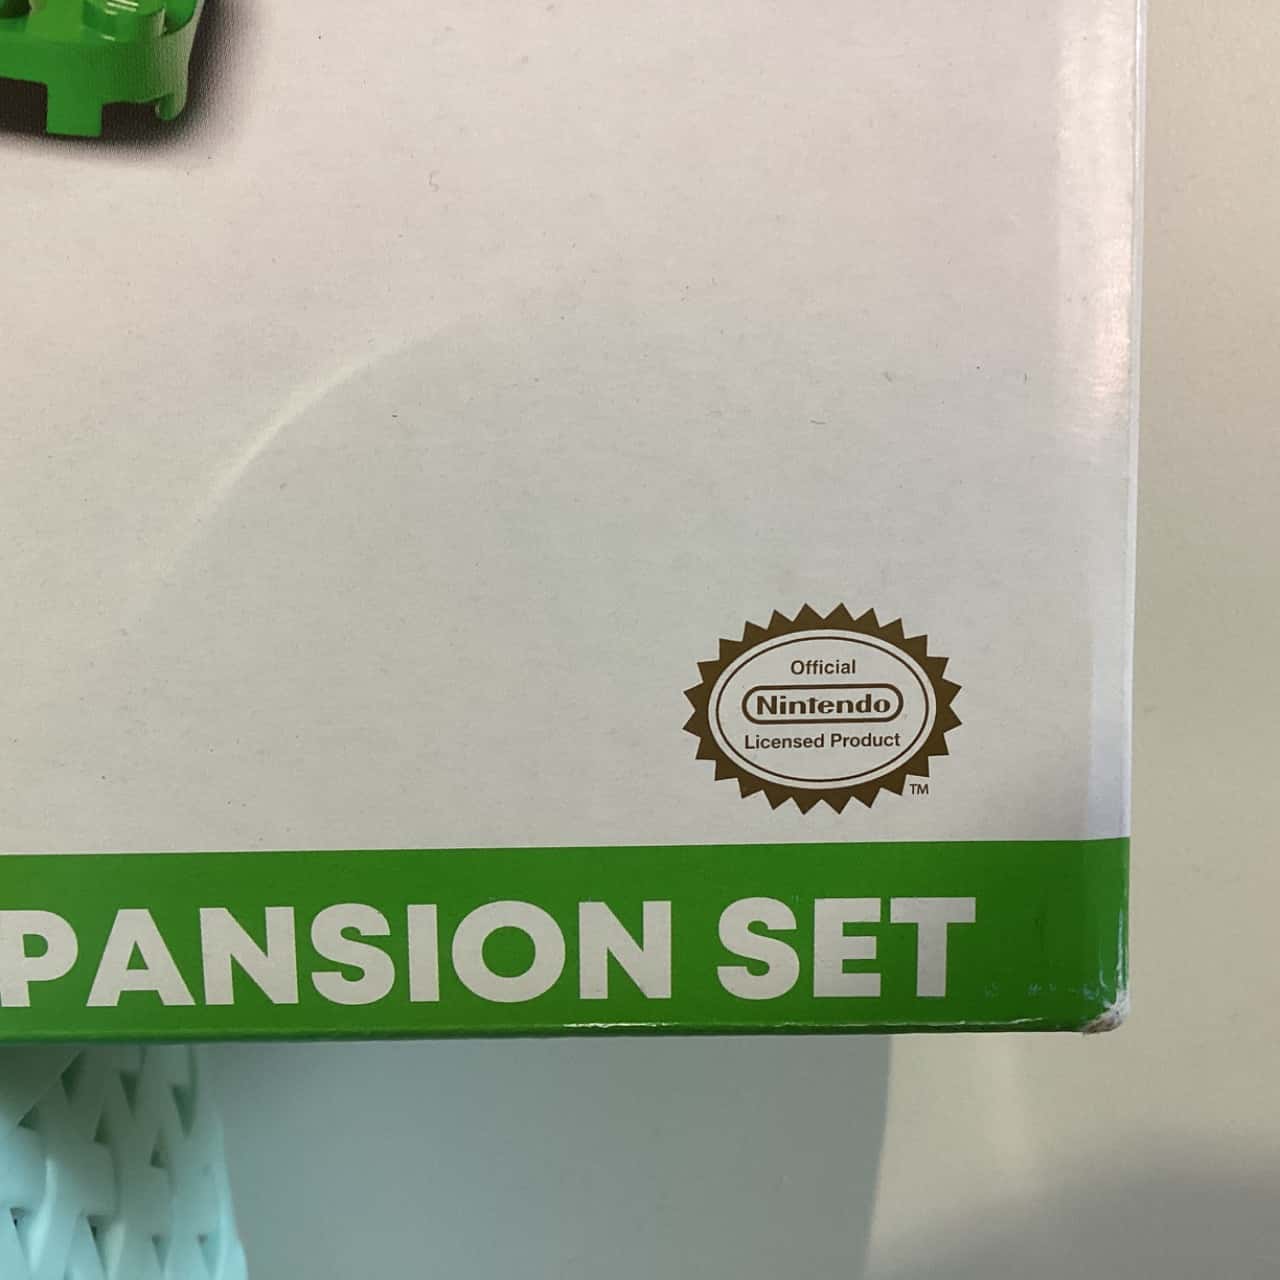 Official
Nintendo
Licensed Product
TM
PANSION SET